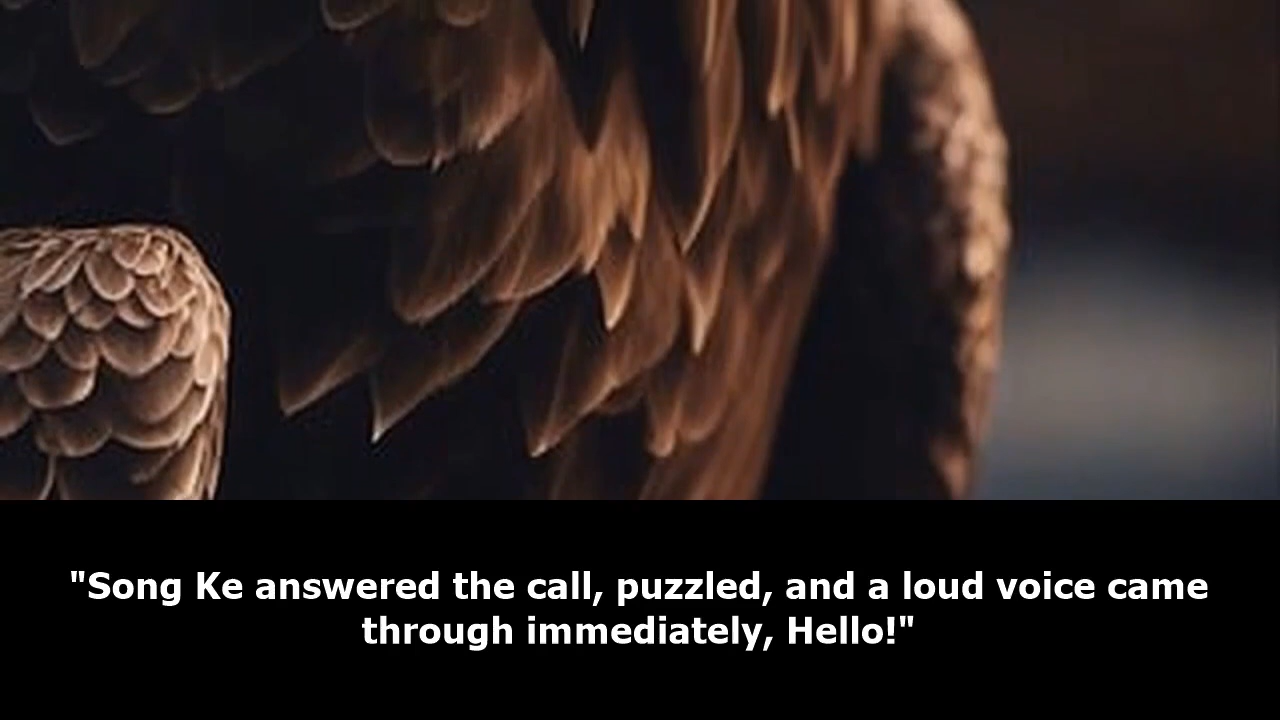 "Song Ke answered the call, puzzled, and a loud voice came
through immediately, Hello!"